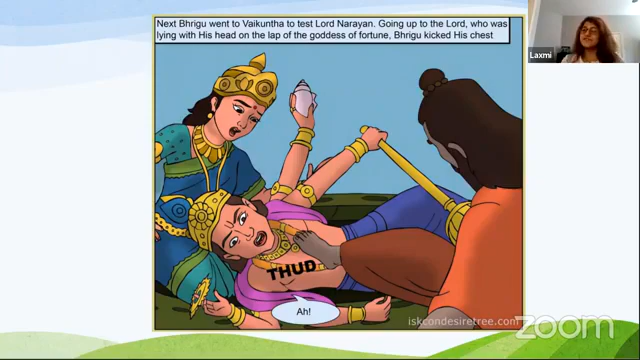 Next Bhrigu went to Vaikuntha to test Lord Narayan. Going up to the Lord, who was
lying with His head on the lap of the goddess of fortune, Bhrigu kicked His chest
Laxmi
THUD
Ah!
iskcondesiretree.com
zoom